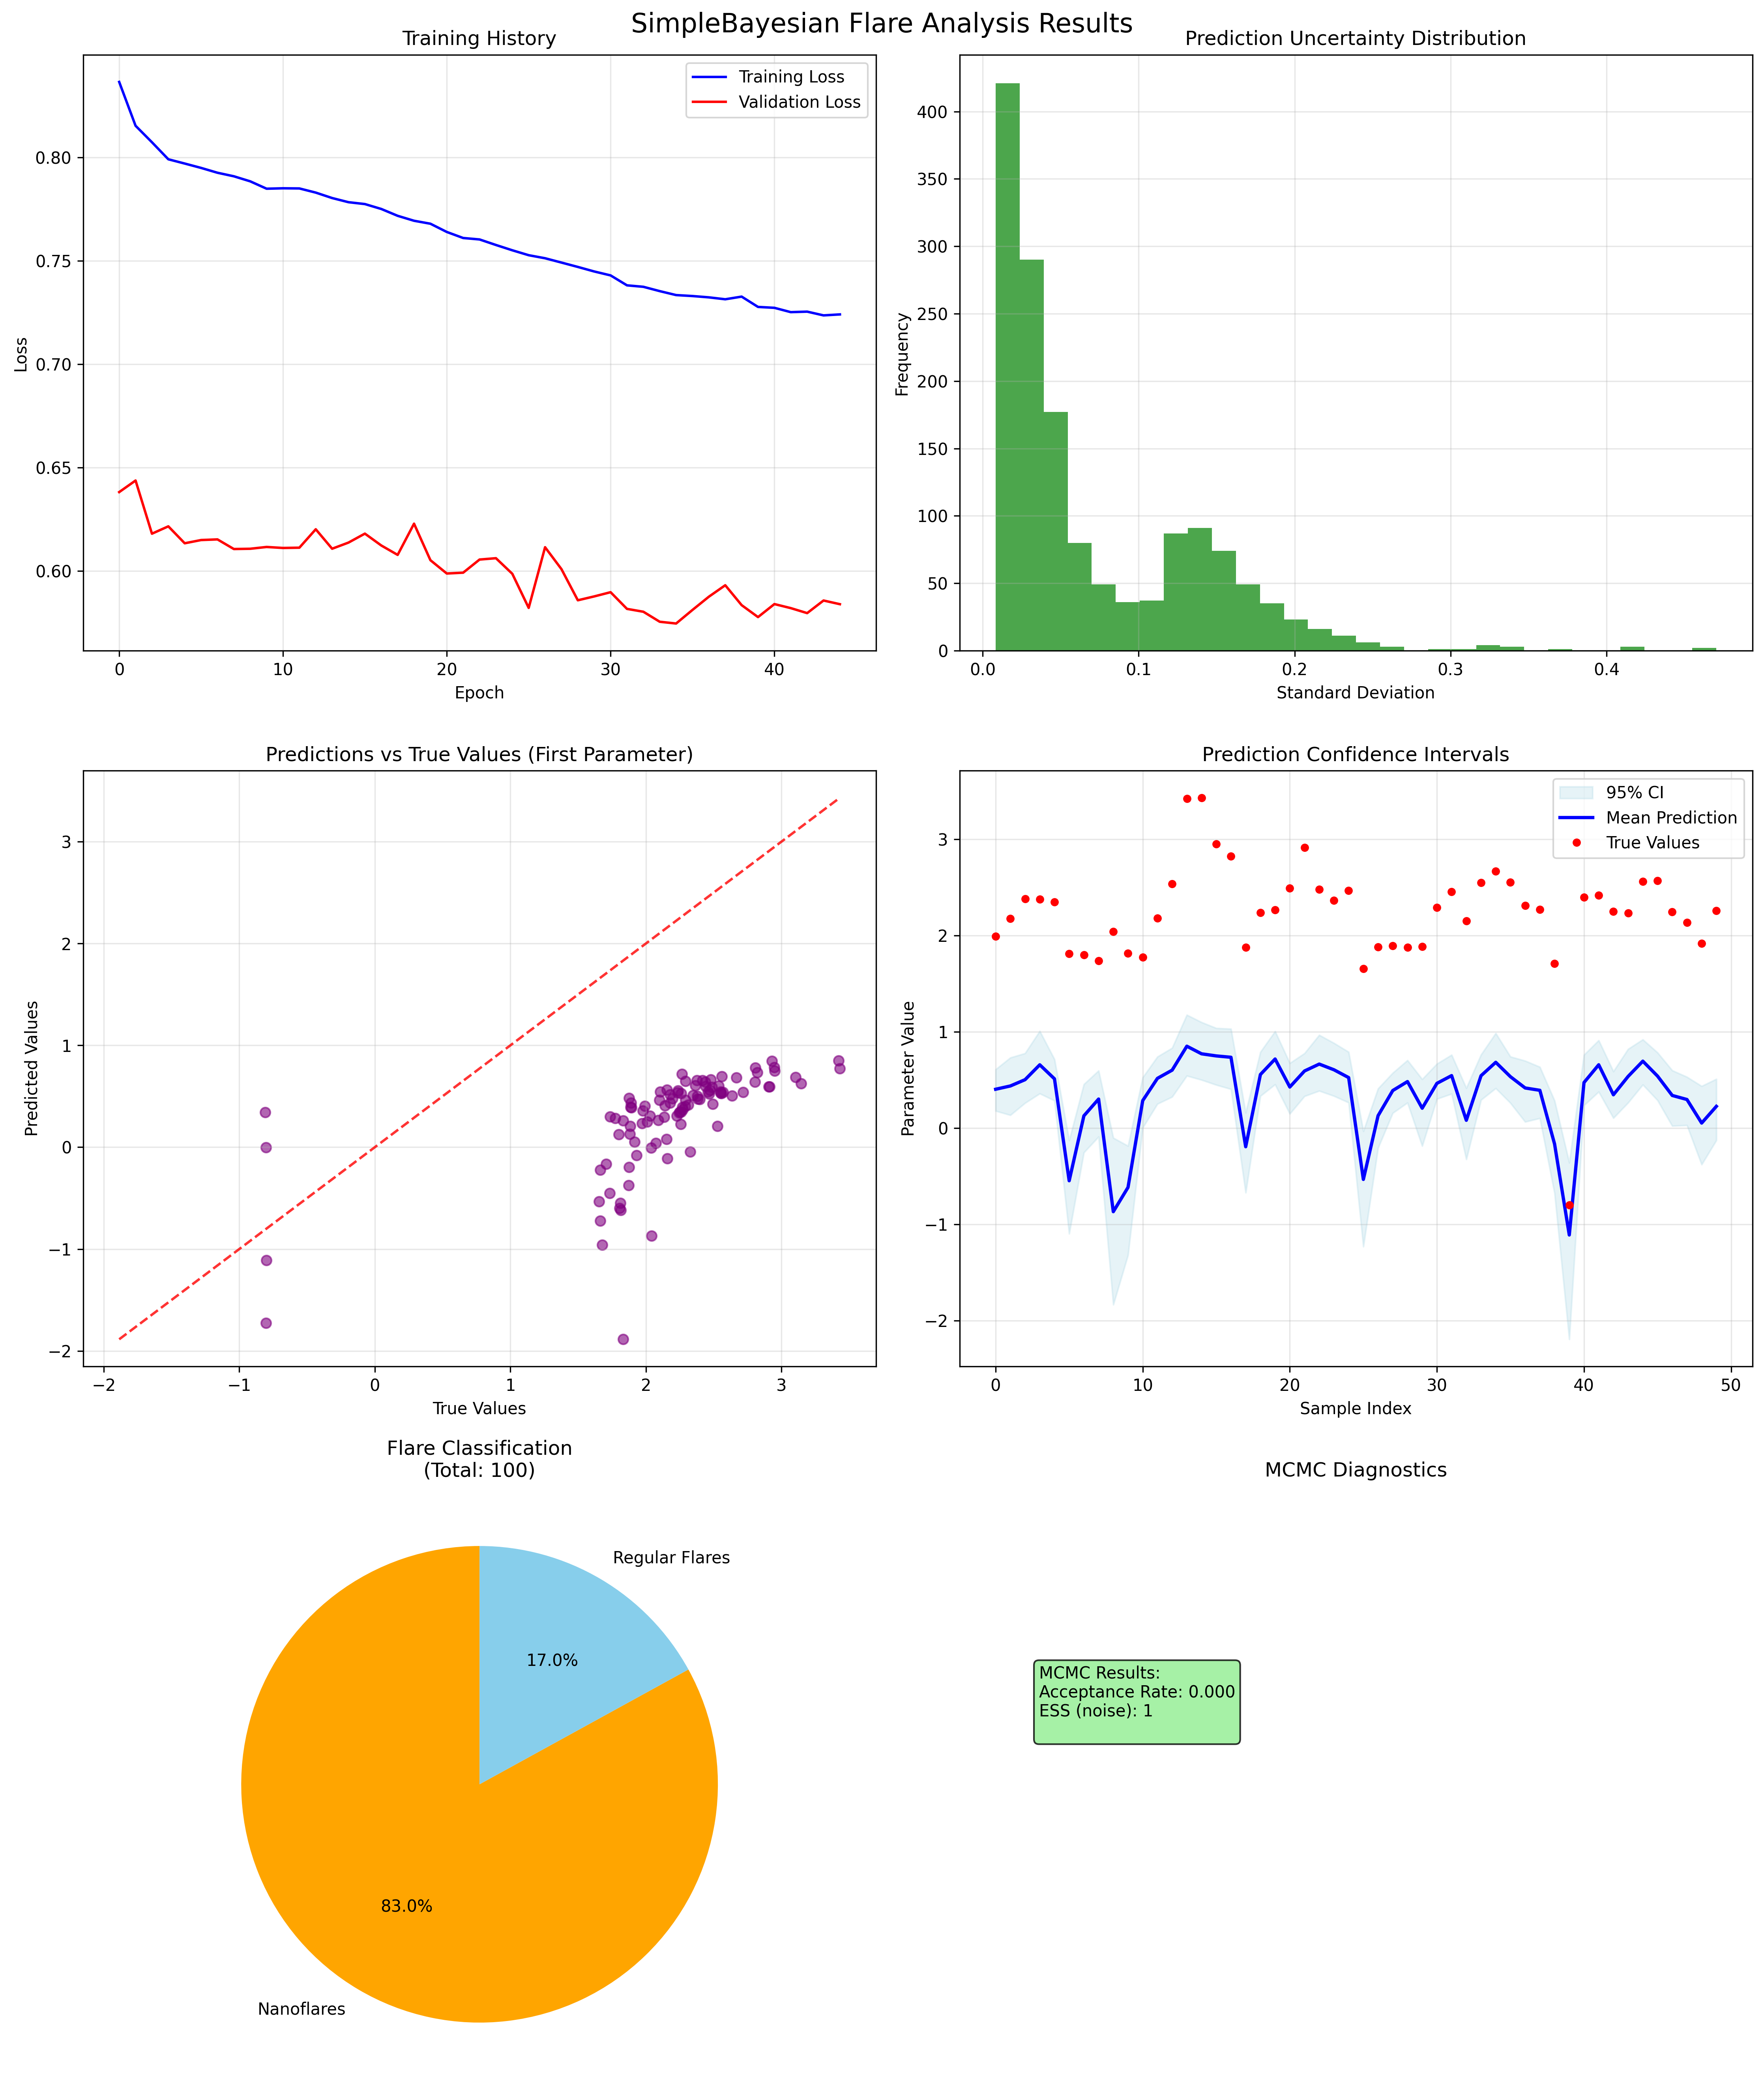 SimpleBayesian Flare Analysis Results
Training History
Training Loss
Validation Loss
0.80
0.75
0.70
0.65
0.60
Loss
0 10 20 30 40
Epoch
Prediction Uncertainty Distribution
400
350
300
250
200
150
100
50
0
Frequency
0.0 0.1 0.2 0.3 0.4
Standard Deviation
Predictions vs True Values (First Parameter)
3
2
1
0
−1
−2
Predicted Values
−2 −1 0 1 2 3
True Values
Prediction Confidence Intervals
95% CI
Mean Prediction
True Values
3
2
1
0
−1
−2
Parameter Value
0 10 20 30 40 50
Sample Index
Flare Classification
(Total: 100)
Regular Flares
17.0%
83.0%
Nanoflares
MCMC Diagnostics
MCMC Results:
Acceptance Rate: 0.000
ESS (noise): 1